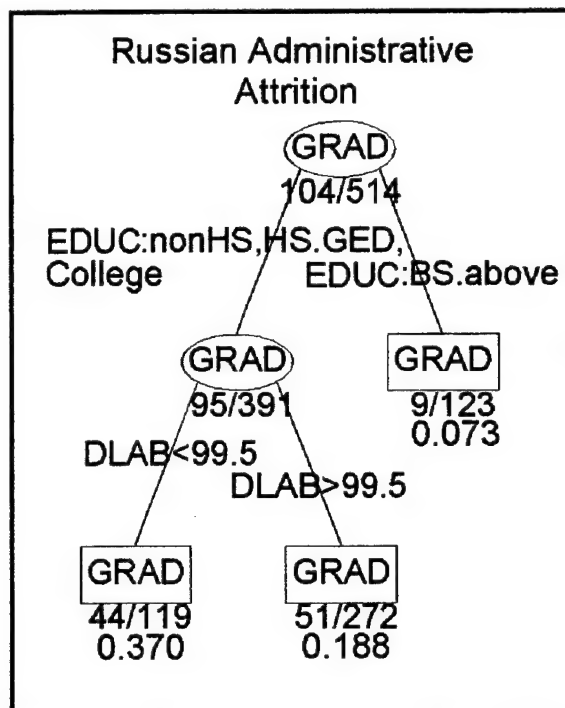 Russian Administrative
Attrition
GRAD
104/514
EDUC:nonHS,HS.GED,
College
EDUC:BS.above
GRAD
95/391
GRAD
9/123
0.073
DLAB<99.5
DLAB>99.5
GRAD
44/119
0.370
GRAD
51/272
0.188